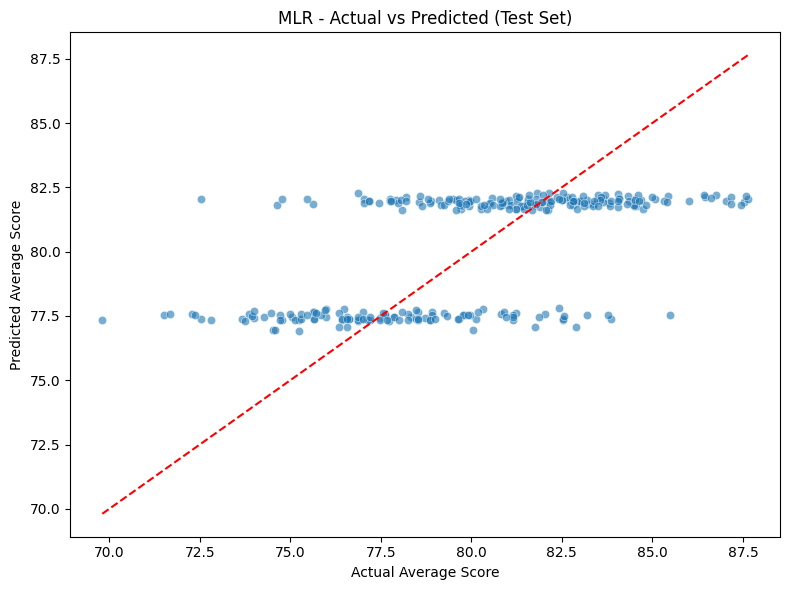 MLR - Actual vs Predicted (Test Set)
87.5
85.0
82.5
80.0
77.5
75.0
72.5
70.0
Predicted Average Score
70.0 72.5 75.0 77.5 80.0 82.5 85.0 87.5
Actual Average Score